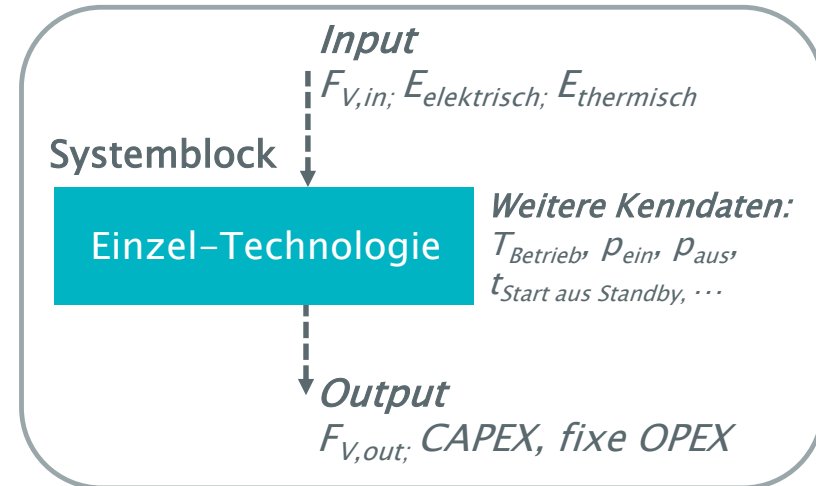 Input
F_V,in; E_elektrisch; E_thermisch
Systemblock
Einzel-Technologie
Weitere Kenndaten:
T_Betrieb, p_ein, p_aus,
t_Start aus Standby, ...
Output
F_V,out; CAPEX, fixe OPEX